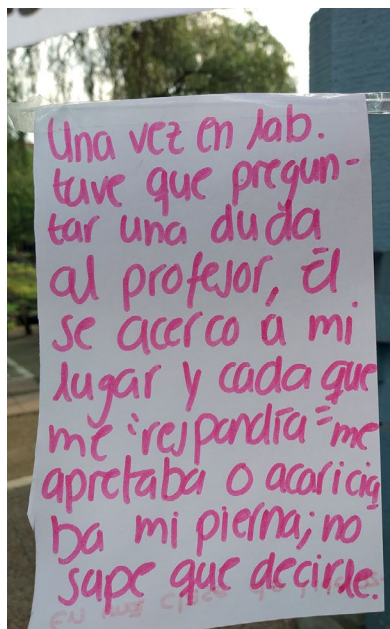 Una vez en lab.
tuve que pregun-
tar una duda
al profesor, Él
se acerco a mi
lugar y cada que
me "respondía" me
apretaba o acaricia
ba mi pierna; no
supe que decirle.